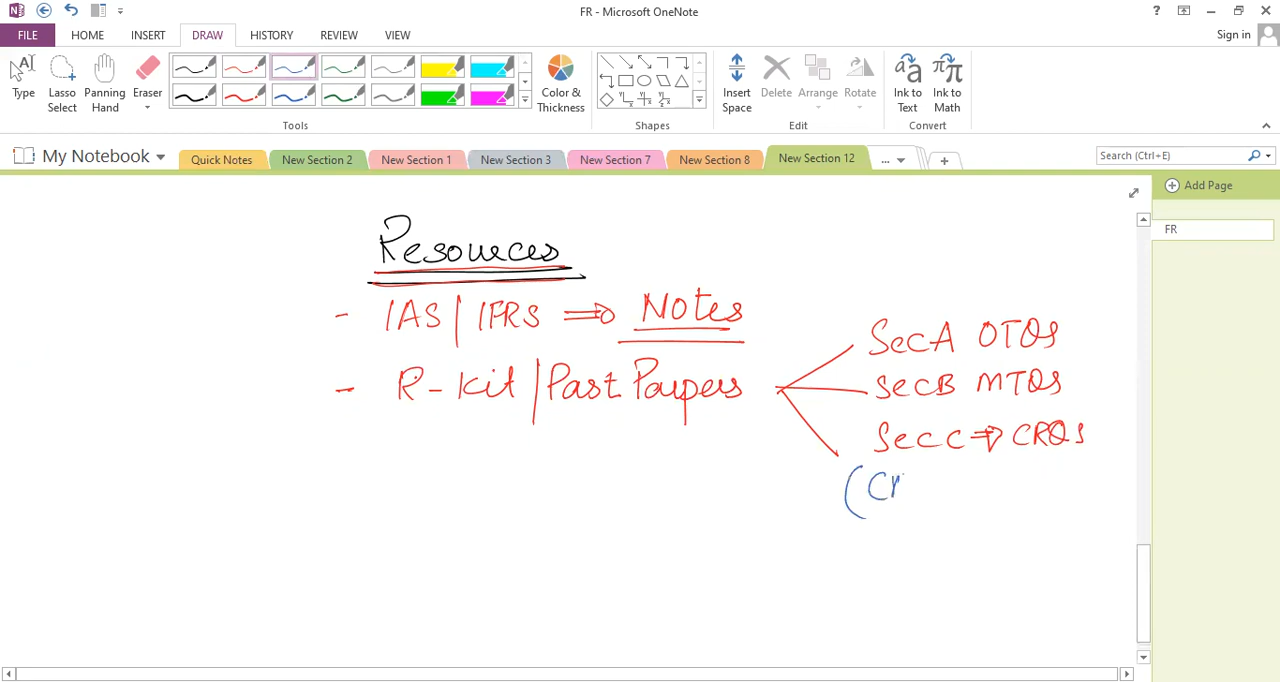 FR - Microsoft OneNote
? Sign in
FILE HOME INSERT DRAW HISTORY REVIEW VIEW
Type Lasso Select Panning Hand Eraser Color & Thickness Insert Space Delete Arrange Rotate Ink to Text Ink to Math
Tools Shapes Edit Convert
My Notebook Quick Notes New Section 2 New Section 1 New Section 3 New Section 7 New Section 8 New Section 12 ... + Search (Ctrl+E)
Add Page
FR
Resources
- IAS | IFRS ⇒ Notes
- R-Kit | Past Parpers
SecA OTQS
SecB MTQS
Sec C ⇒ CRQS
(Cr